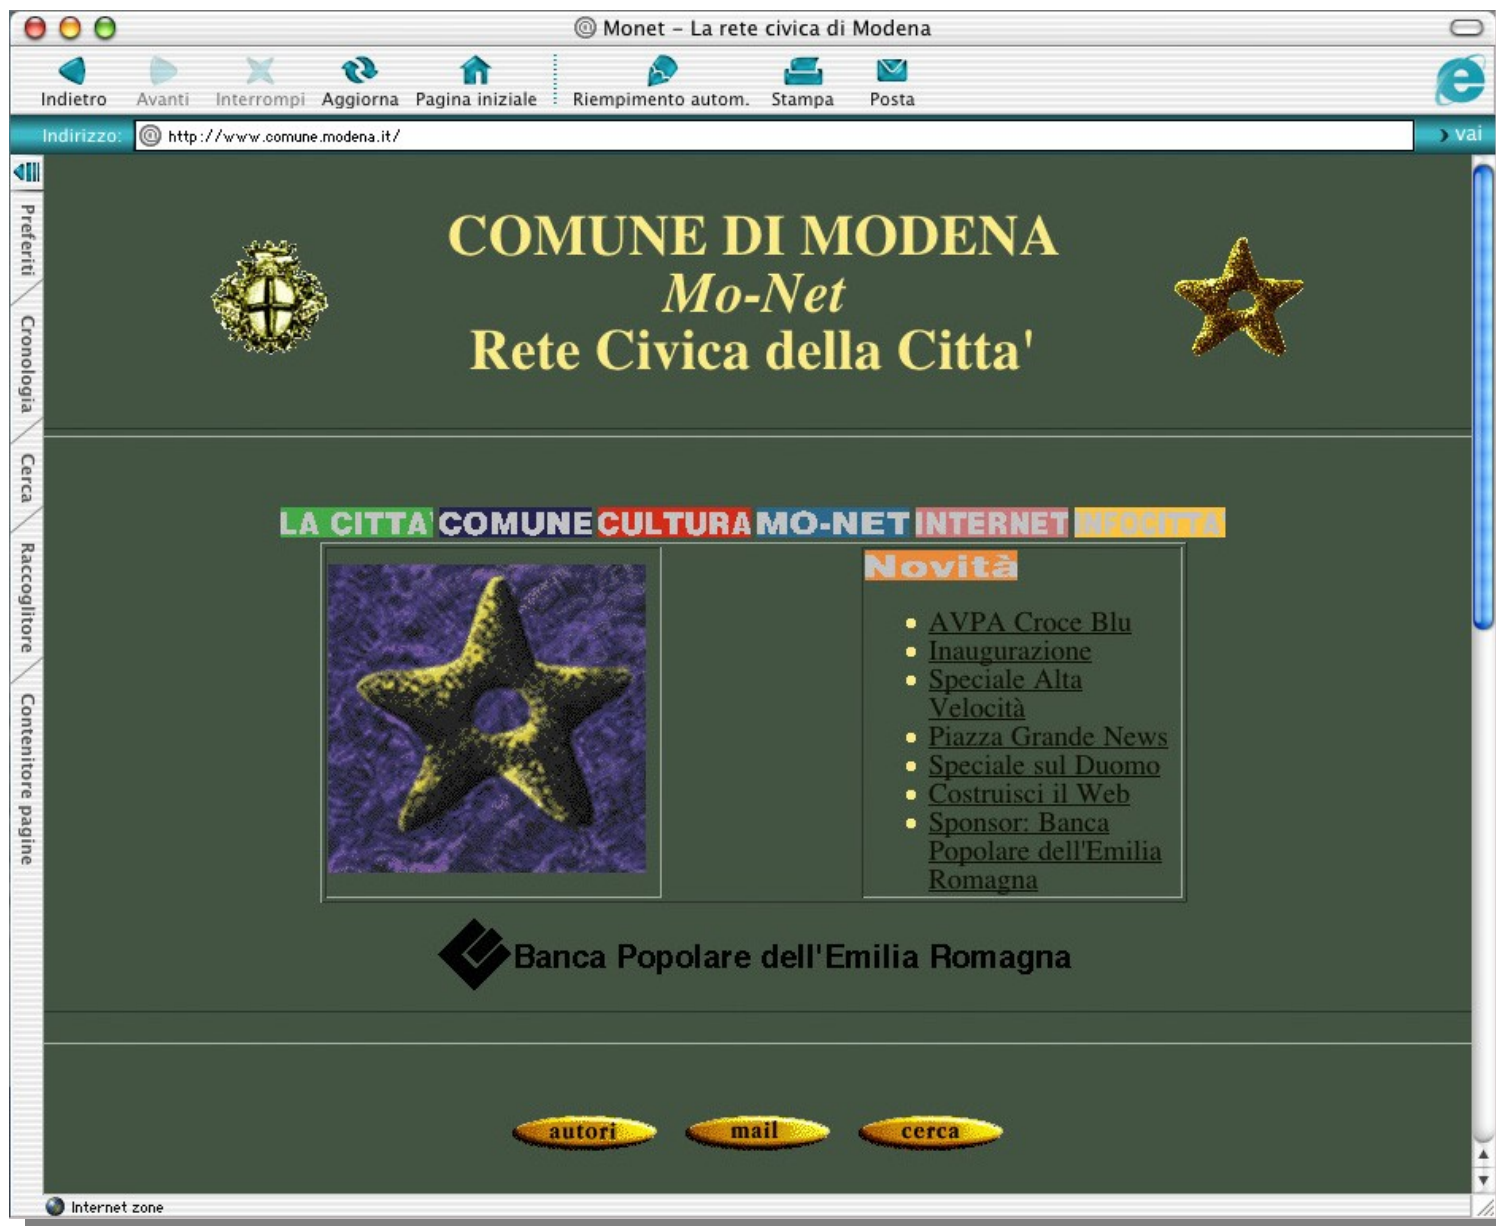 @ Monet – La rete civica di Modena
Indietro Avanti Interrompi Aggiorna Pagina iniziale Riempimento autom. Stampa Posta
Indirizzo: @ http://www.comune.modena.it/ › vai
Preferiti
Cronologia
Cerca
Raccoglitore
Contenitore pagine
COMUNE DI MODENA
Mo-Net
Rete Civica della Citta'
LA CITTA' COMUNE CULTURA MO-NET INTERNET INFOCITTA
Novità
AVPA Croce Blu
Inaugurazione
Speciale Alta
Velocità
Piazza Grande News
Speciale sul Duomo
Costruisci il Web
Sponsor: Banca
Popolare dell'Emilia
Romagna
Banca Popolare dell'Emilia Romagna
autori mail cerca
Internet zone